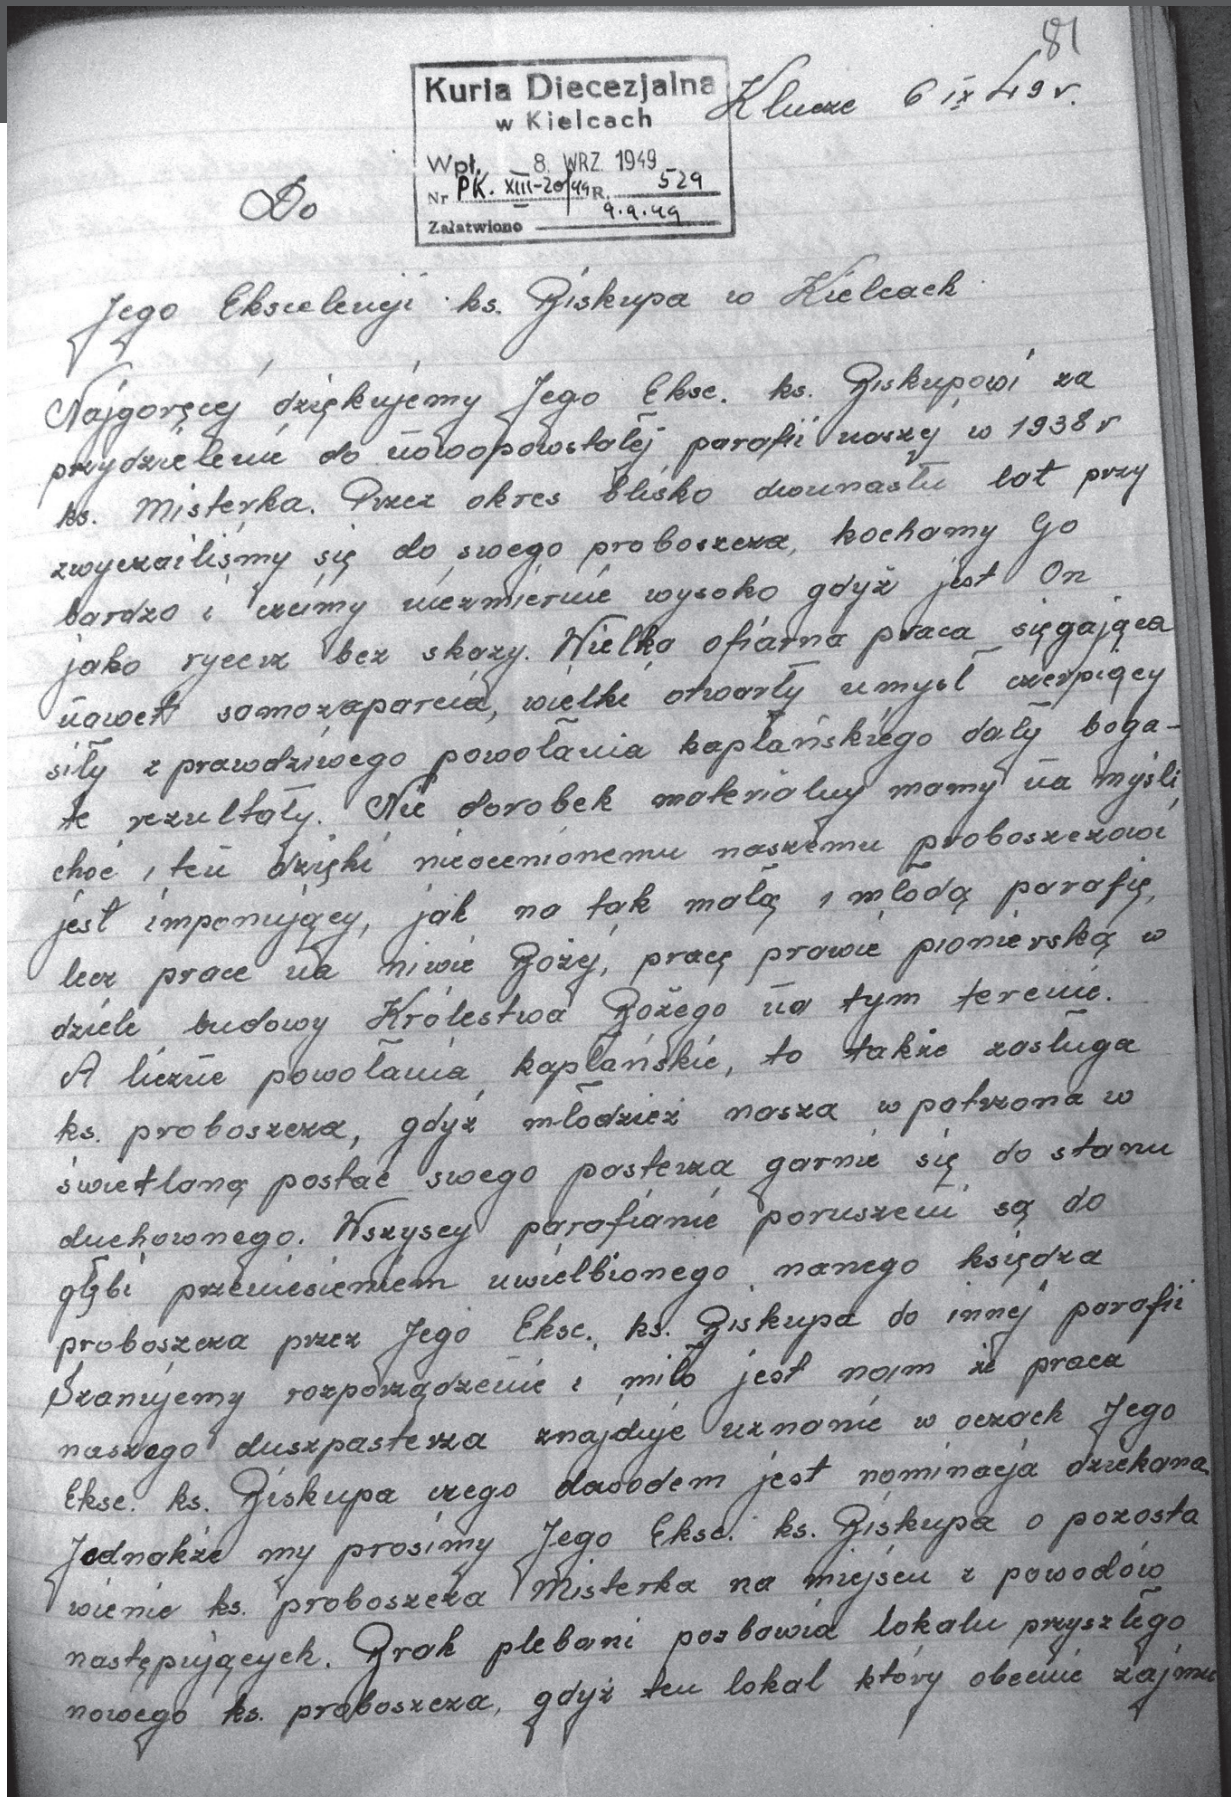 81
Kuria Diecezjalna
w Kielcach
Wpł. 8. WRZ. 1949
Nr PK. XIII-20/49 R. 529
Załatwiono 9.9.49
Klucze 6 IX 49 r.
Do
Jego Ekscelencji ks. Biskupa w Kielcach
Najgoręcej dziękujemy Jego Eksc. ks. Biskupowi za
przydzielenie do nowopowstałej parafii naszej w 1938 r
ks. Misterka. Przez okres blisko dwunastu lat przy
zwyczailiśmy się do swego proboszcza, kochamy Go
bardzo i czcimy niezmiernie wysoko gdyż jest On
jako rycerz bez skazy. Wielka ofiarna praca sięgająca
nawet samozaparcia, wielki otwarty umysł czerpiący
siły z prawdziwego powołania kapłańskiego dały boga-
te rezultaty. Nie dorobek materialny mamy na myśli
choć i ten dzięki nieocenionemu naszemu proboszczowi
jest imponujący, jak na tak małą i młodą parafię,
lecz prace na niwie Bożej, pracę prawie pionierską w
dziele budowy Królestwa Bożego na tym terenie.
A liczne powołania kapłańskie, to także zasługa
ks. proboszcza, gdyż młodzież nasza wpatrzona w
świetlaną postać swego pasterza garnie się do stanu
duchownego. Wszyscy parafianie poruszeni są do
głębi przeniesieniem uwielbionego nanego księdza
proboszcza przez Jego Eksc. ks. Biskupa do innej parafii
Szanujemy rozporządzenie i miło jest nam że praca
naszego duszpasterza znajduje uznanie w oczach Jego
Eksc. ks. Biskupa czego dowodem jest nominacja dziekana
Jednakże my prosimy Jego Eksc. ks. Biskupa o pozosta
wienie ks. proboszcza Misterka na miejscu z powodów
następujących. Brak plebani pozbawia lokalu przyszłego
nowego ks. proboszcza, gdyż ten lokal który obecnie zajmu